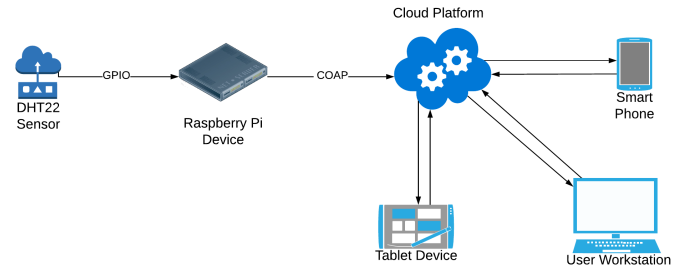 Cloud Platform
GPIO
COAP
DHT22
Sensor
Raspberry Pi
Device
Smart
Phone
Tablet Device
User Workstation